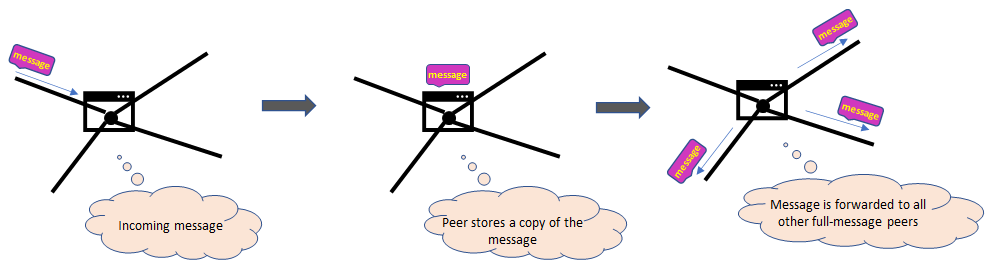 message
Incoming message
message
Peer stores a copy of the
message
message
message
message
Message is forwarded to all
other full-message peers